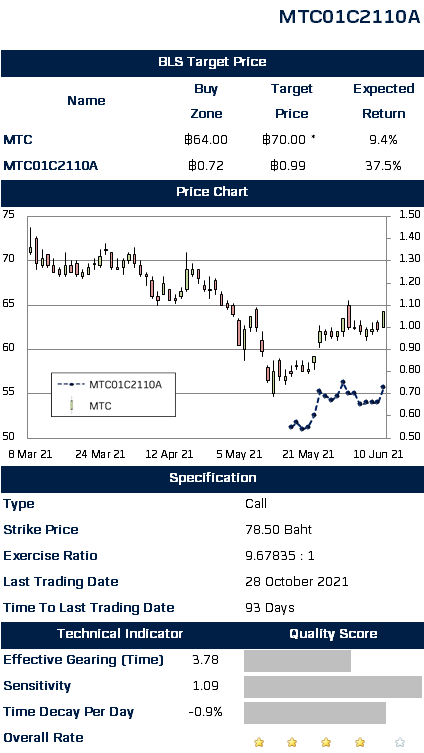 MTC01C2110A
BLS Target Price
Name Buy Zone Target Price Expected Return
MTC ฿64.00 ฿70.00 * 9.4%
MTC01C2110A ฿0.72 ฿0.99 37.5%
Price Chart
75 1.50
1.40
70 1.30
1.20
65 1.10
1.00
60 0.90
0.80
55 0.70
0.60
50 0.50
MTC01C2110A
MTC
8 Mar 21 24 Mar 21 12 Apr 21 5 May 21 21 May 21 10 Jun 21
Specification
Type Call
Strike Price 78.50 Baht
Exercise Ratio 9.67835 : 1
Last Trading Date 28 October 2021
Time To Last Trading Date 93 Days
Technical Indicator Quality Score
Effective Gearing (Time) 3.78
Sensitivity 1.09
Time Decay Per Day -0.9%
Overall Rate